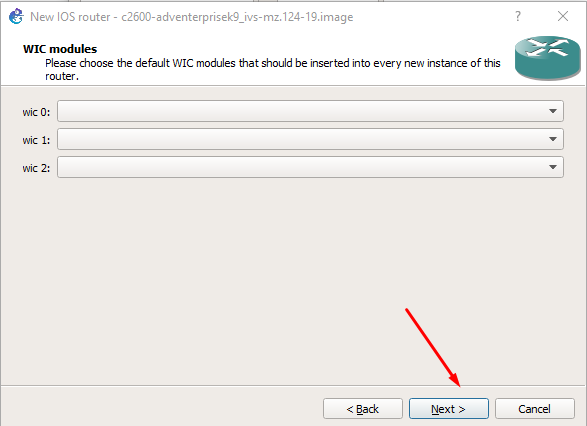 New IOS router - c2600-adventerprisek9_ivs-mz.124-19.image
?
WIC modules
Please choose the default WIC modules that should be inserted into every new instance of this
router.
wic 0:
wic 1:
wic 2:
< Back
Next >
Cancel